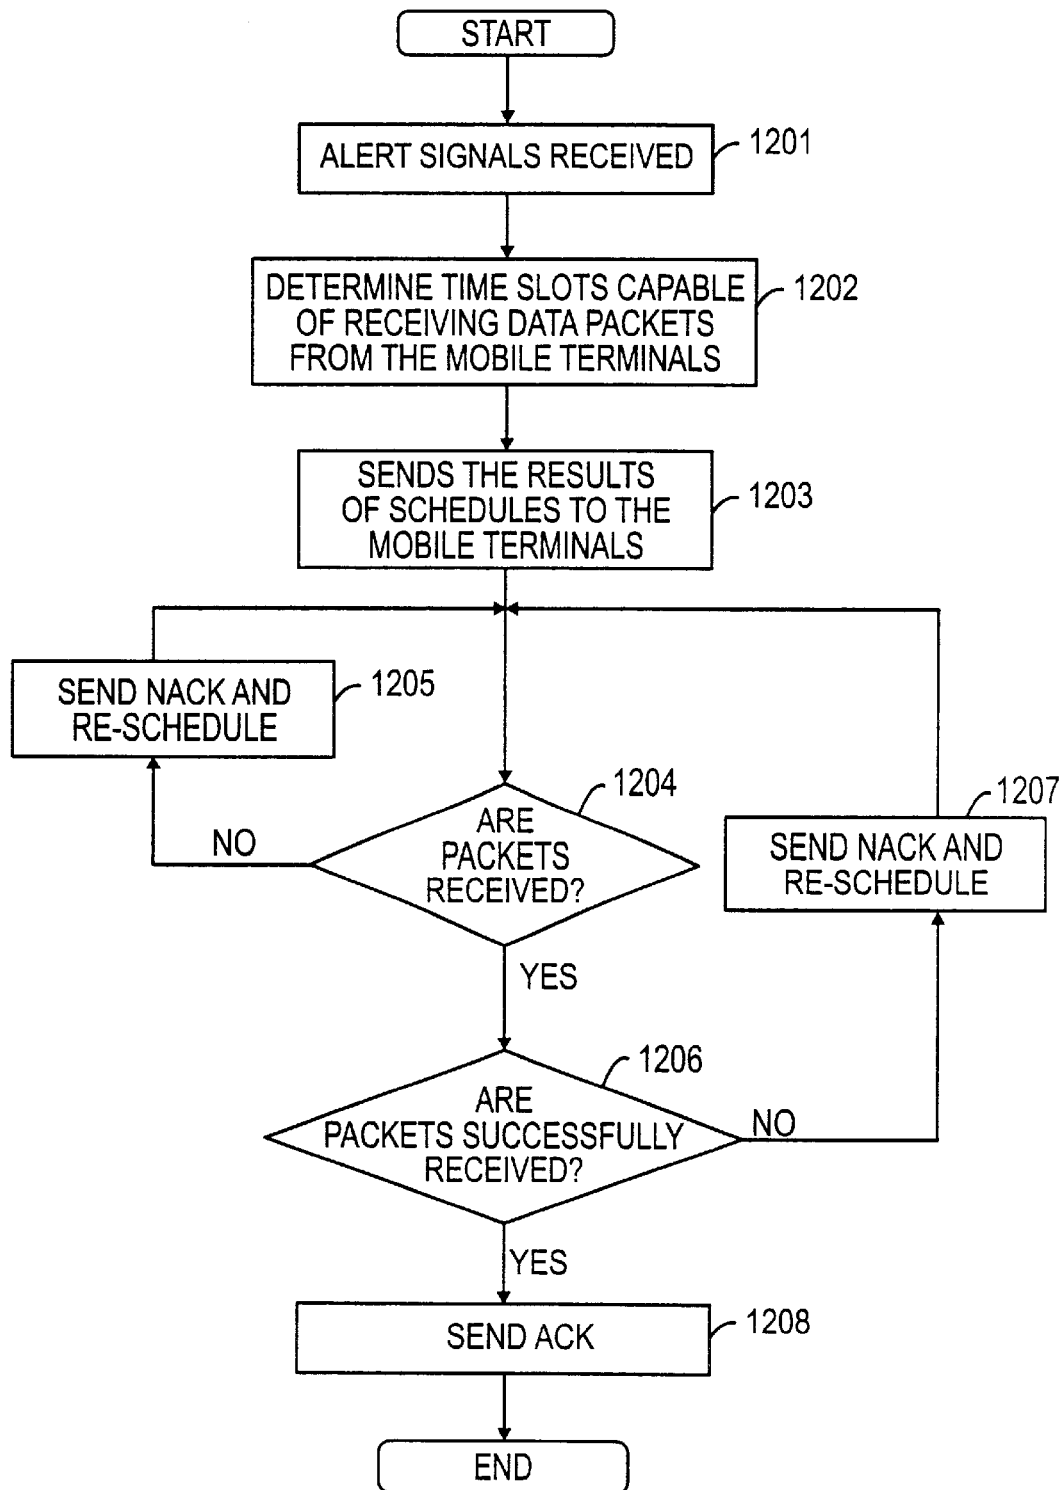 START
ALERT SIGNALS RECEIVED
1201
DETERMINE TIME SLOTS CAPABLE
OF RECEIVING DATA PACKETS
FROM THE MOBILE TERMINALS
1202
SENDS THE RESULTS
OF SCHEDULES TO THE
MOBILE TERMINALS
1203
SEND NACK AND
RE-SCHEDULE
1205
1204
ARE
PACKETS
RECEIVED?
NO
1207
SEND NACK AND
RE-SCHEDULE
YES
1206
ARE
PACKETS SUCCESSFULLY
RECEIVED?
NO
YES
SEND ACK
1208
END